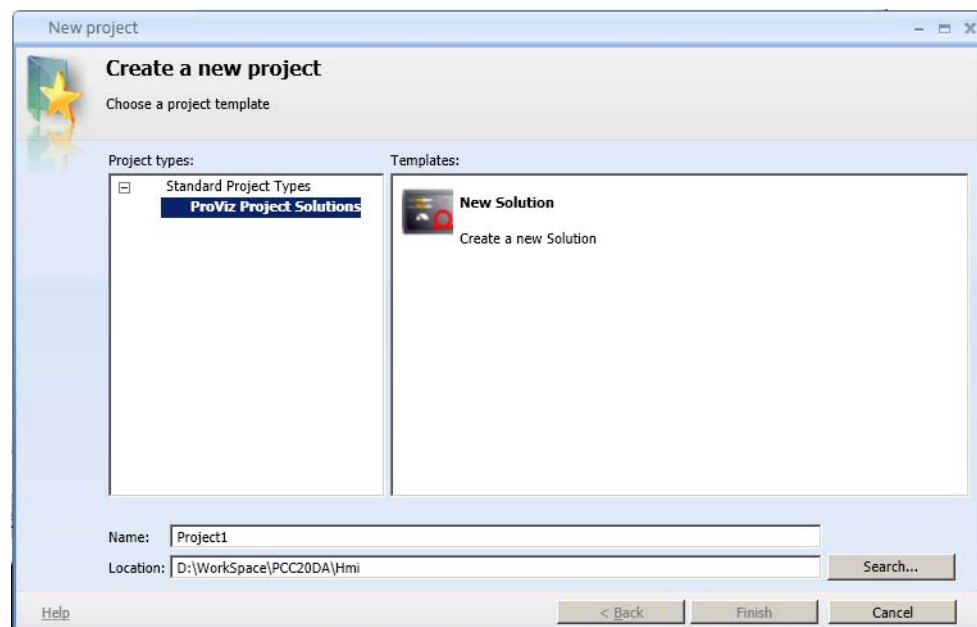 New project
Create a new project
Choose a project template
Project types:
Templates:
Standard Project Types
ProViz Project Solutions
New Solution
Create a new Solution
Name: Project1
Location: D:\WorkSpace\PCC20DA\Hmi
Search...
Help
< Back
Finish
Cancel